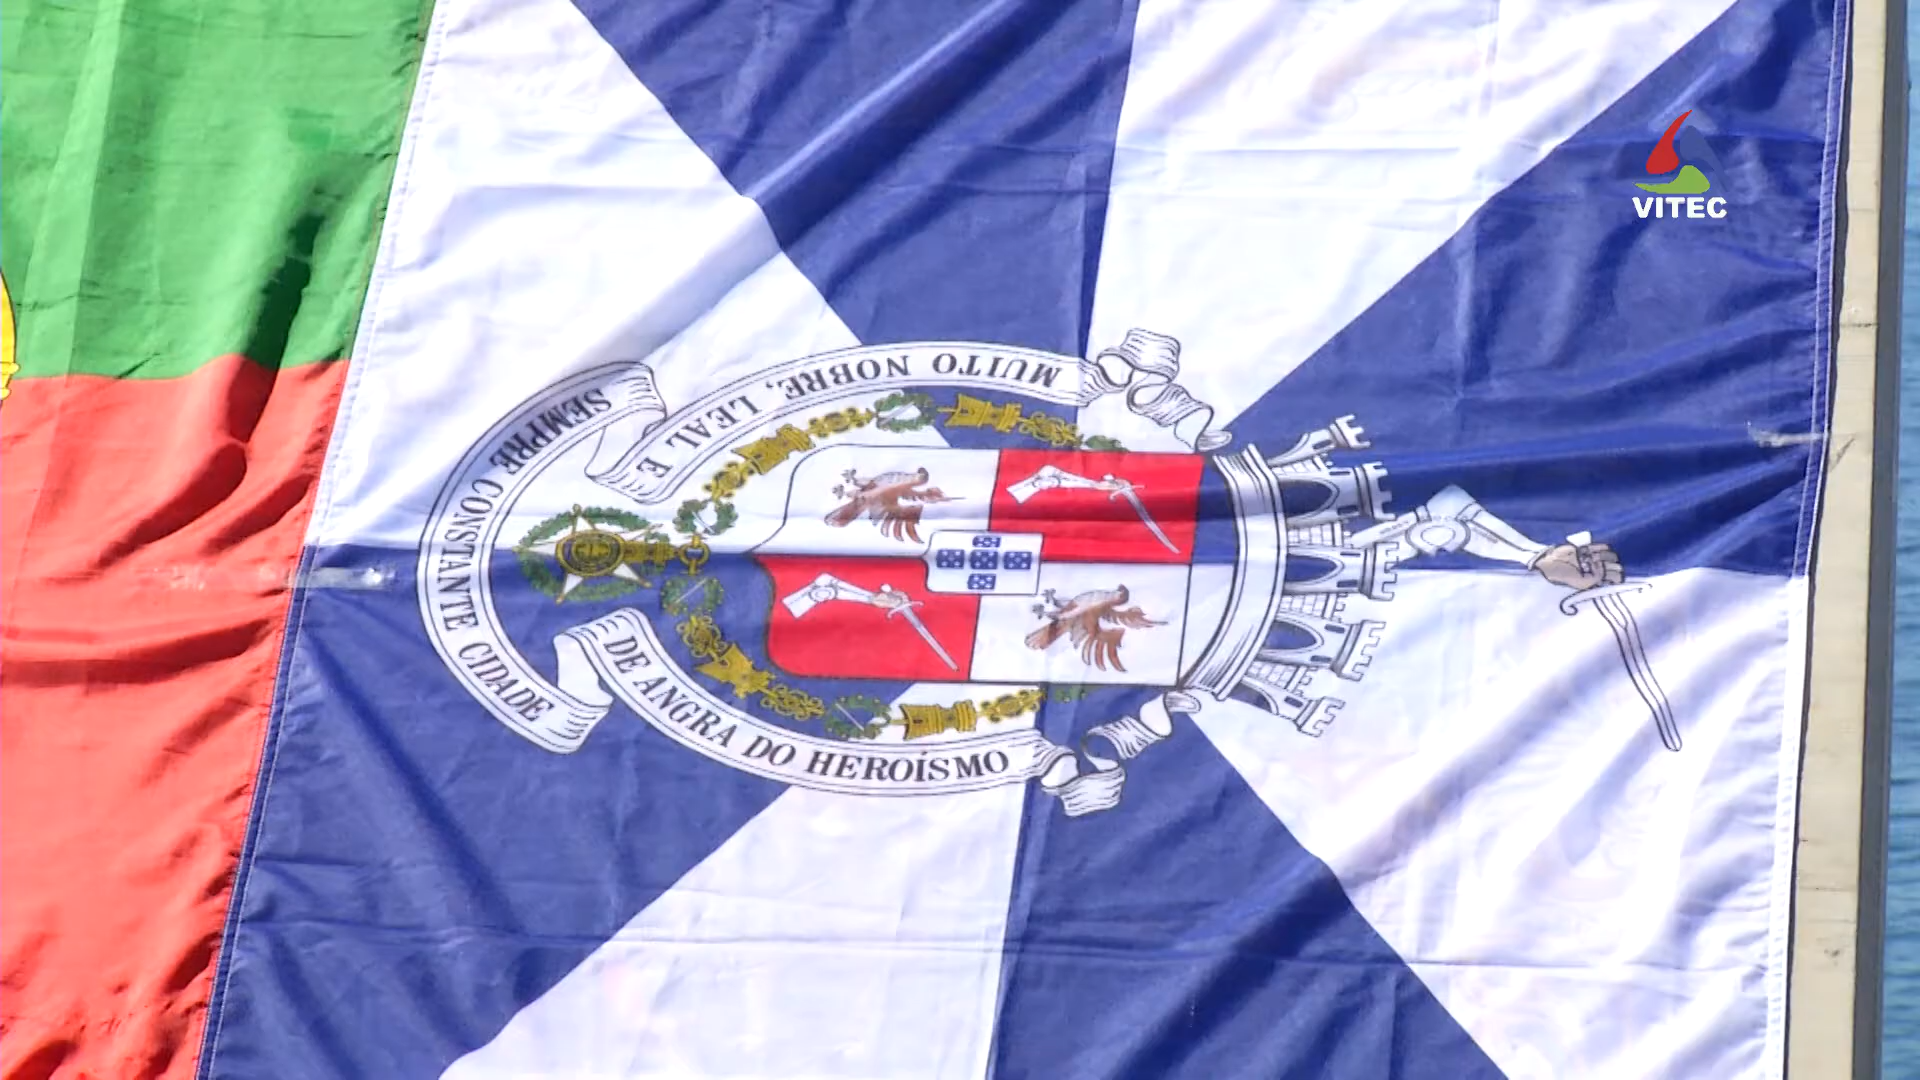 VITEC
MUITO NOBRE, LEAL E
SEMPRE CONSTANTE CIDADE
DE ANGRA DO HEROÍSMO